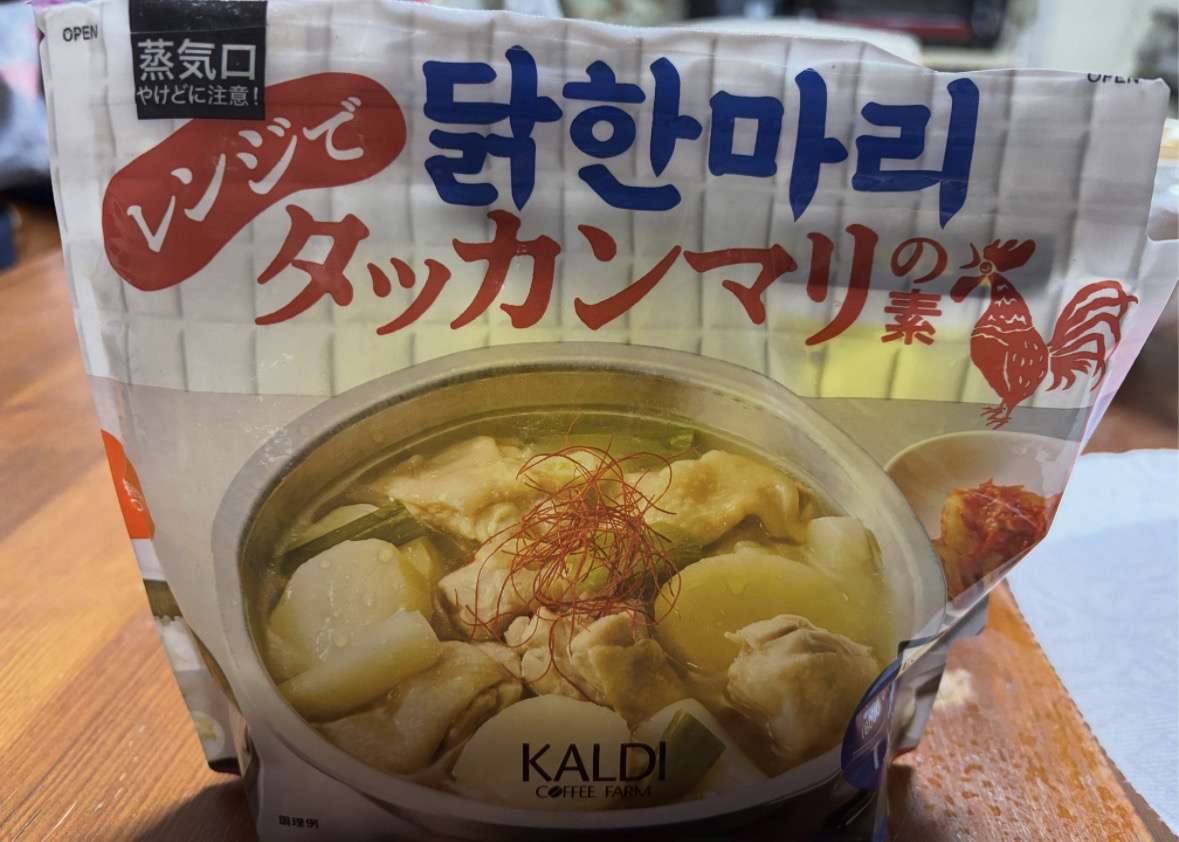 OPEN
OPEN
蒸気口
やけどに注意！
レンジで
닭한마리
タッカンマリの素
KALDI
COFFEE FARM
調理例